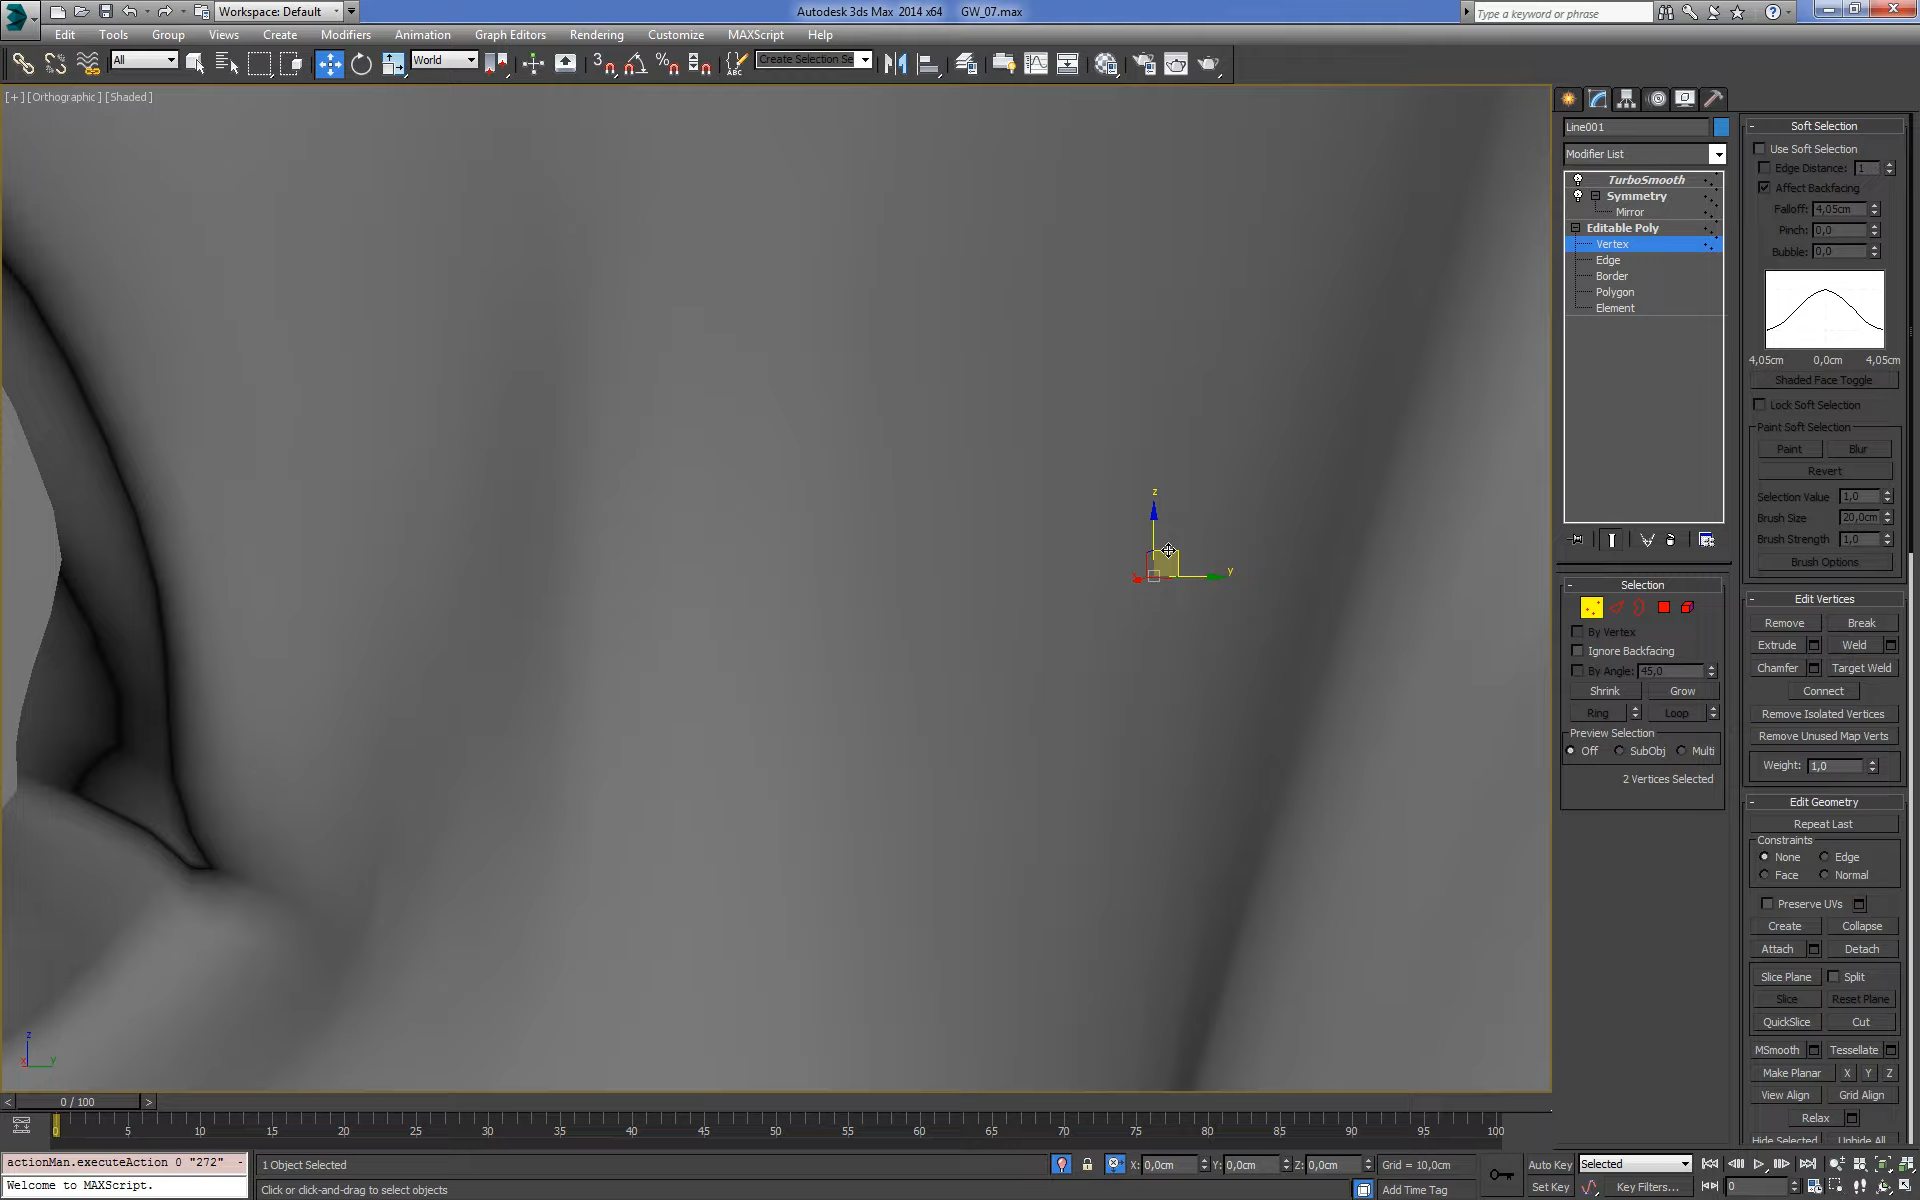 Workspace: Default
Autodesk 3ds Max 2014 x64 GW_07.max
Type a keyword or phrase
Edit Tools Group Views Create Modifiers Animation Graph Editors Rendering Customize MAXScript Help
All
World
3
ABC
Create Selection Se
[+] [Orthographic] [Shaded]
z
y
x
z
x
y
Line001
Modifier List
TurboSmooth
Symmetry
Mirror
Editable Poly
Vertex
Edge
Border
Polygon
Element
Selection
By Vertex
Ignore Backfacing
By Angle: 45,0
Shrink Grow
Ring Loop
Preview Selection
Off SubObj Multi
2 Vertices Selected
Soft Selection
Use Soft Selection
Edge Distance: 1
Affect Backfacing
Falloff: 4,05cm
Pinch: 0,0
Bubble: 0,0
4,05cm 0,0cm 4,05cm
Shaded Face Toggle
Lock Soft Selection
Paint Soft Selection
Paint Blur
Revert
Selection Value 1,0
Brush Size 20,0cm
Brush Strength 1,0
Brush Options
Edit Vertices
Remove Break
Extrude Weld
Chamfer Target Weld
Connect
Remove Isolated Vertices
Remove Unused Map Verts
Weight: 1,0
Edit Geometry
Repeat Last
Constraints
None Edge
Face Normal
Preserve UVs
Create Collapse
Attach Detach
Slice Plane Split
Slice Reset Plane
QuickSlice Cut
MSmooth Tessellate
Make Planar X Y Z
View Align Grid Align
Relax
Hide Selected Unhide All
0 / 100
0 5 10 15 20 25 30 35 40 45 50 55 60 65 70 75 80 85 90 95 100
actionMan.executeAction 0 "272" -
Welcome to MAXScript.
1 Object Selected
Click or click-and-drag to select objects
X: 0,0cm Y: 0,0cm Z: 0,0cm Grid = 10,0cm
Add Time Tag
Auto Key Selected
Set Key Key Filters...
0